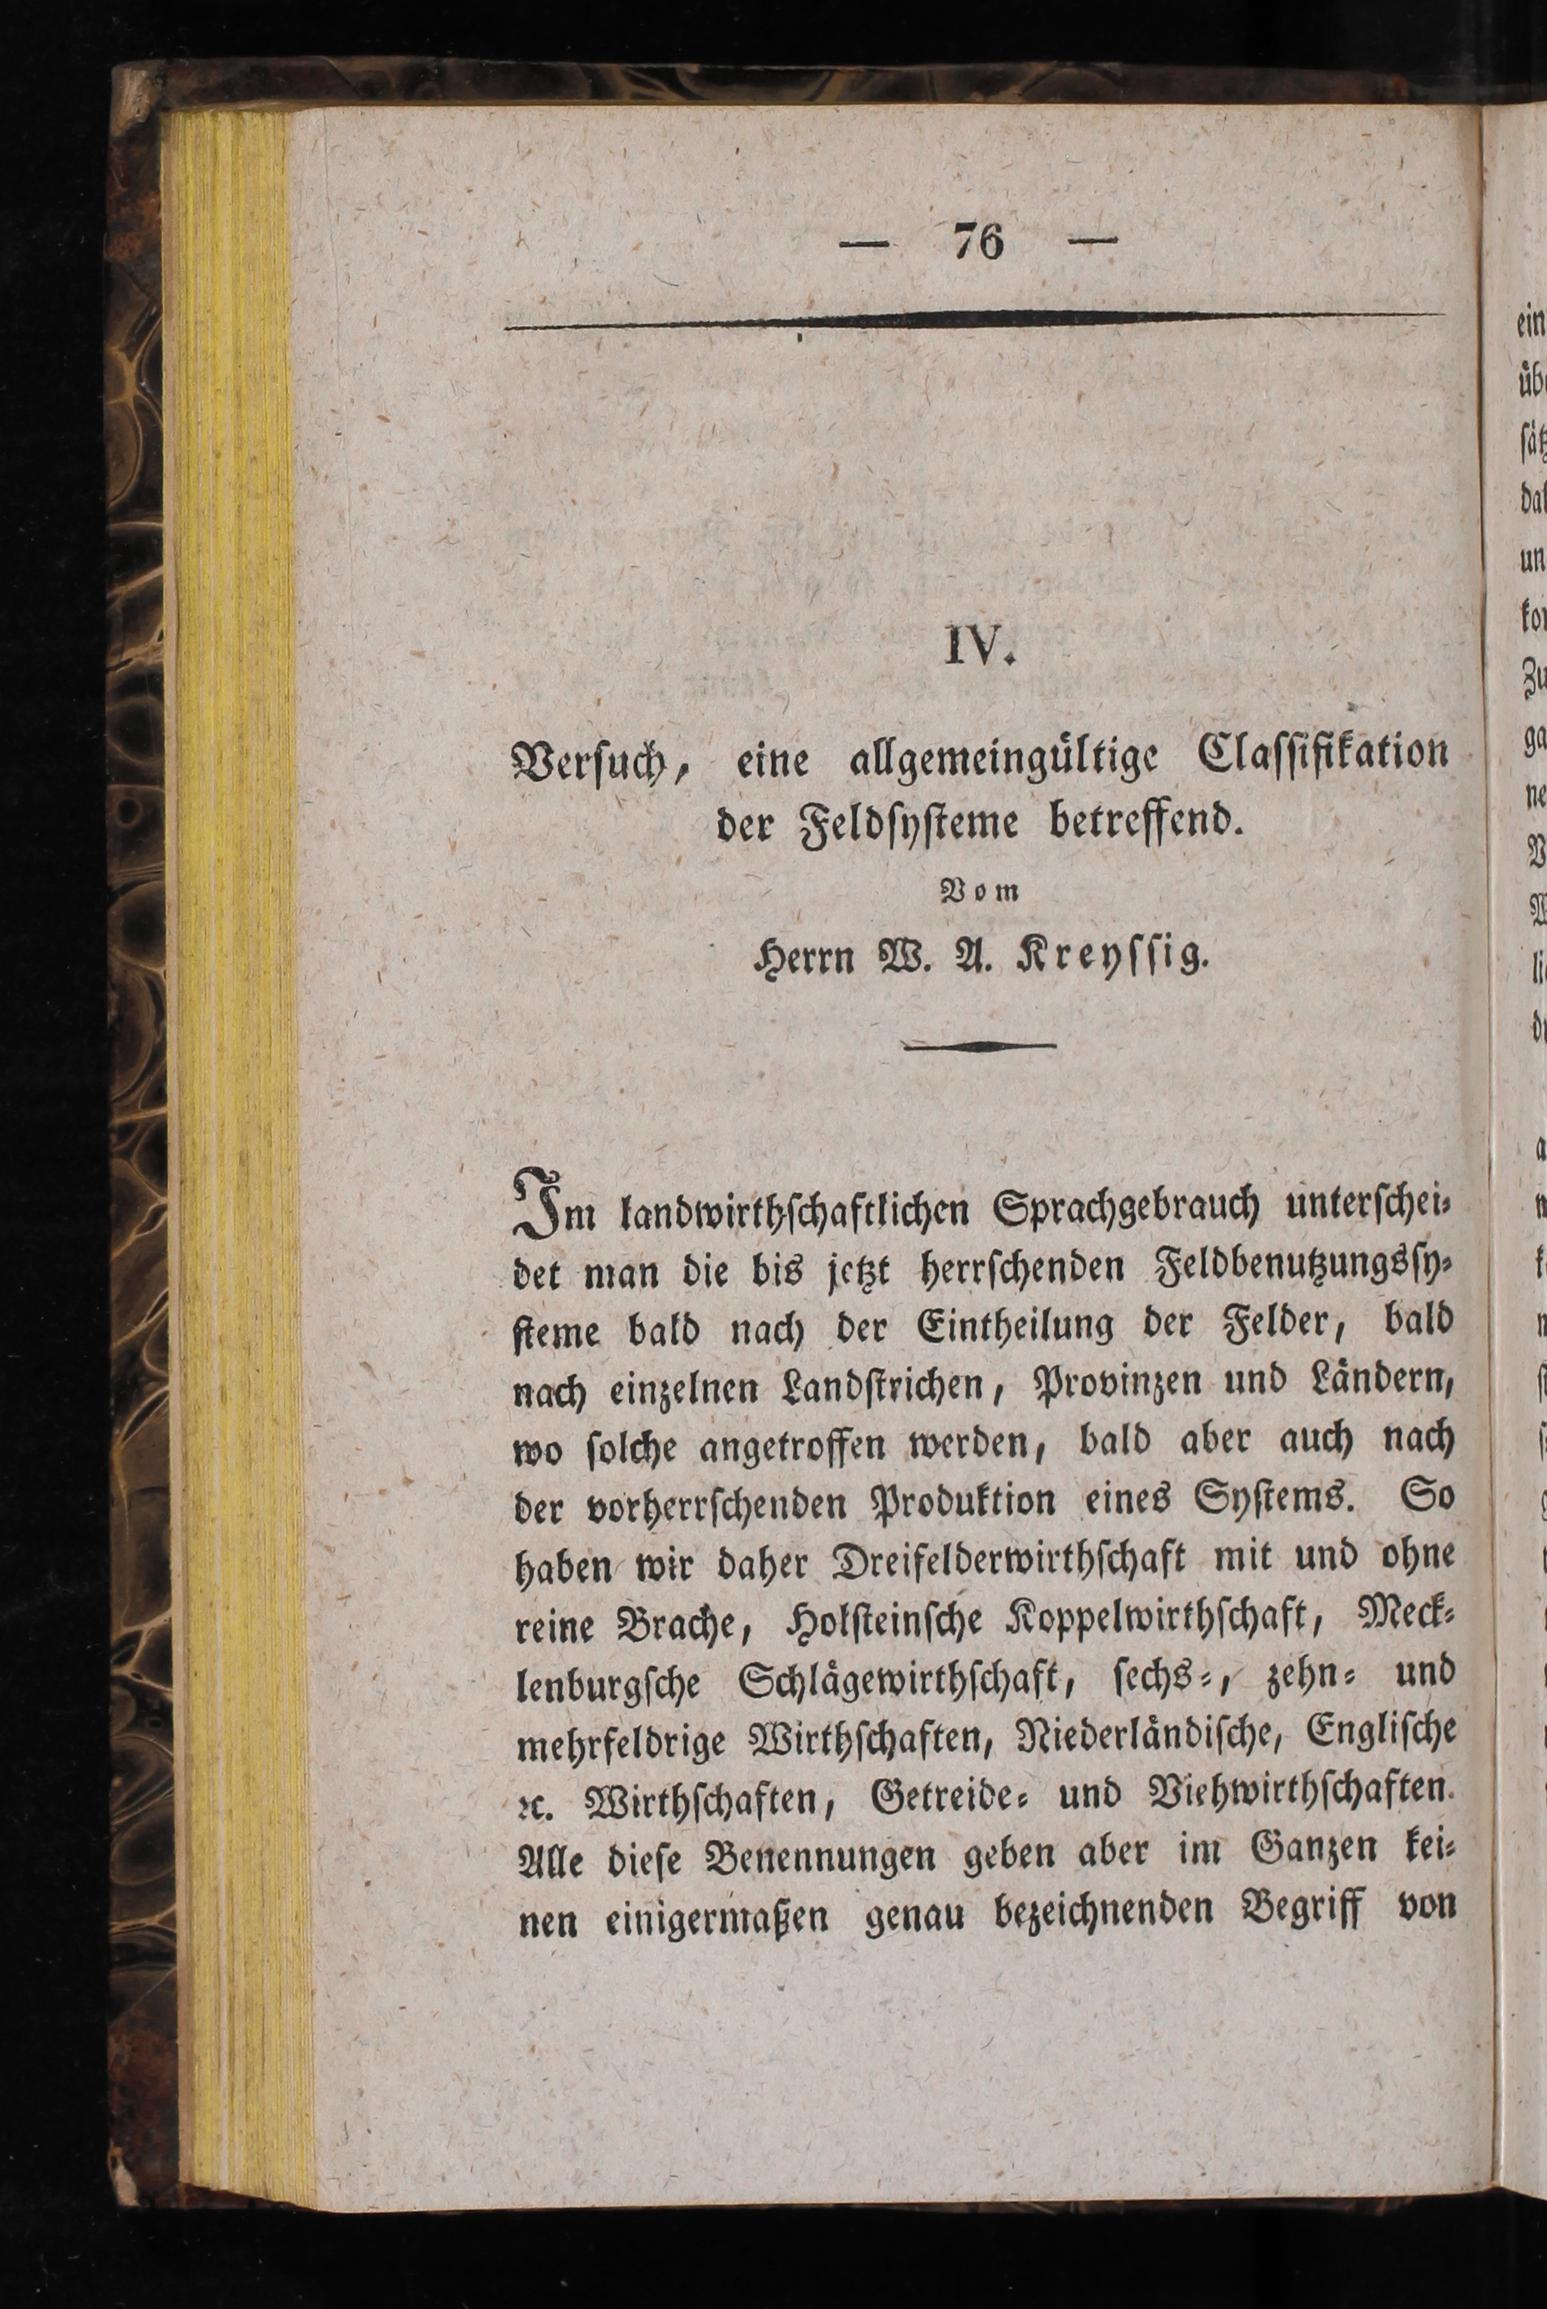 — 76 —
IV.
Verſuch, eine allgemeingültige Claſſifikation
der Feldſyſteme betreffend.
Vom
Herrn W. A. Kreyſſig.
Im landwirthſchaftlichen Sprachgebrauch unterſchei⸗
det man die bis jetzt herrſchenden Feldbenutzungsſy⸗
ſteme bald nach der Eintheilung der Felder, bald
nach einzelnen Landſtrichen, Provinzen und Ländern,
wo ſolche angetroffen werden, bald aber auch nach
der vorherrſchenden Produktion eines Syſtems. So
haben wir daher Dreifelderwirthſchaft mit und ohne
reine Brache, Holſteinſche Koppelwirthſchaft, Meck⸗
lenburgſche Schlägewirthſchaft, ſechs⸗, zehn⸗ und
mehrfeldrige Wirthſchaften, Niederländiſche, Engliſche
ꝛc. Wirthſchaften, Getreide⸗ und Viehwirthſchaften.
Alle dieſe Benennungen geben aber im Ganzen kei⸗
nen einigermaßen genau bezeichnenden Begriff von